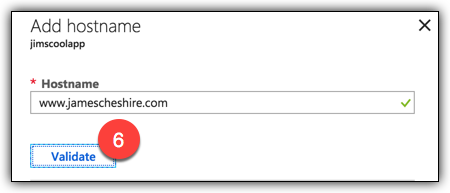 Add hostname
jimscoolapp
* Hostname
www.jamescheshire.com
6
Validate